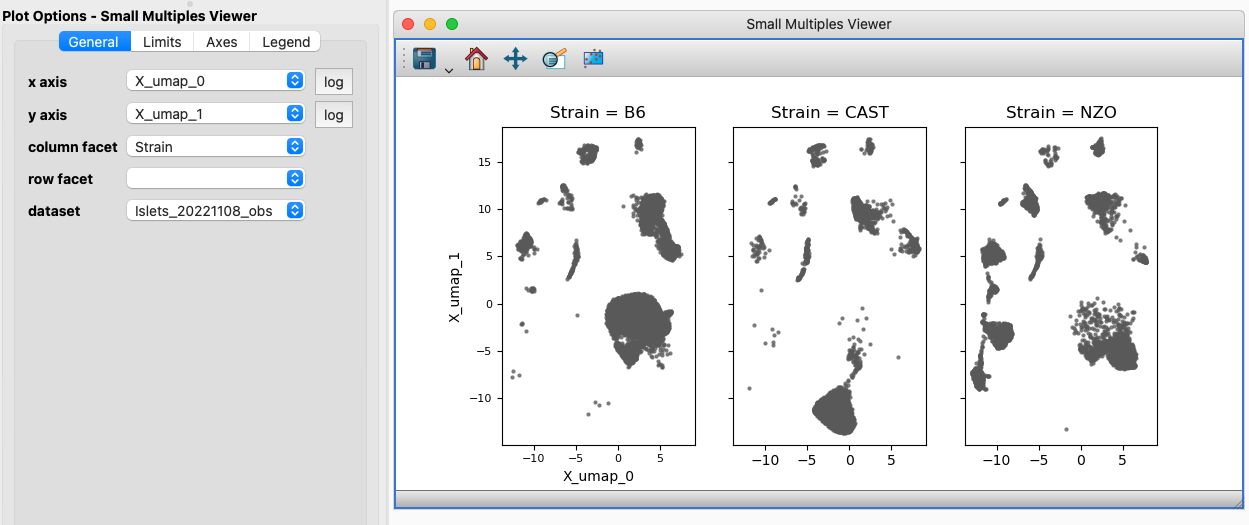 Plot Options - Small Multiples Viewer
General Limits Axes Legend
x axis X_umap_0 log
y axis X_umap_1 log
column facet Strain
row facet
dataset Islets_20221108_obs
Small Multiples Viewer
Strain = B6 Strain = CAST Strain = NZO
15
10
5
0
−5
−10
X_umap_1
−10 −5 0 5 −10 −5 0 5 −10 −5 0 5
X_umap_0